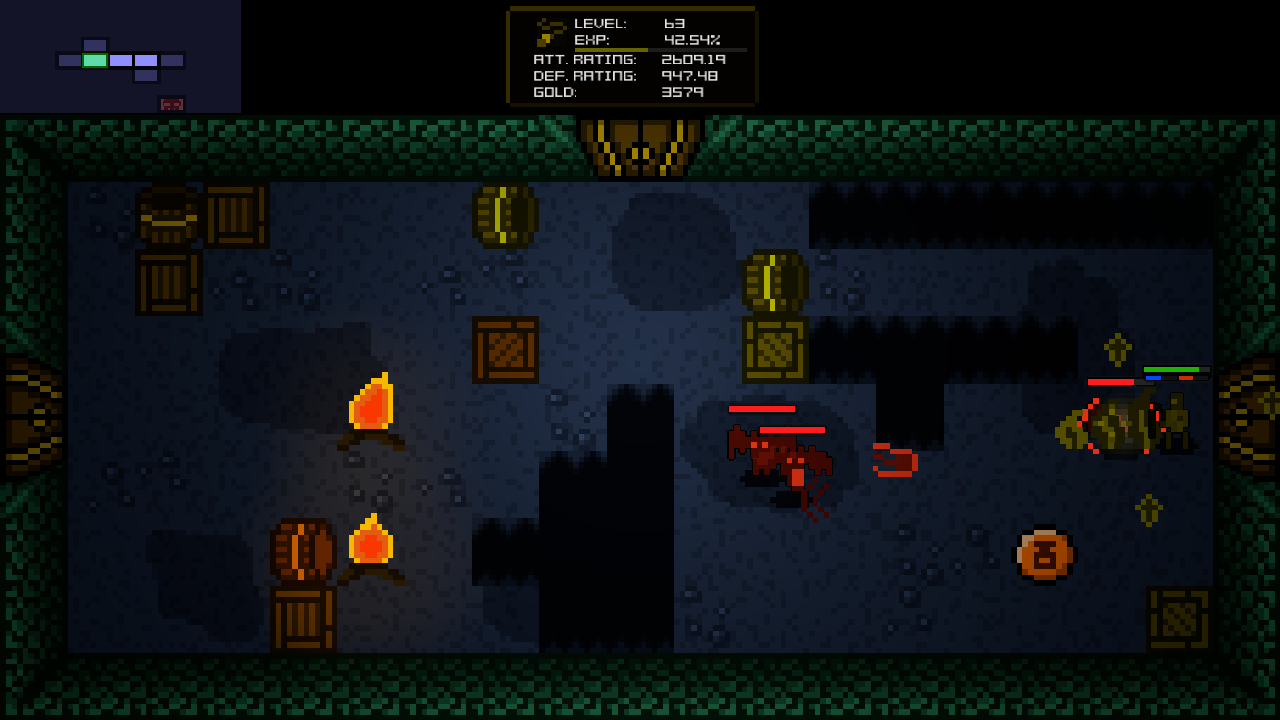 LEVEL: 63
EXP: 42.54%
ATT. RATING: 2609.19
DEF. RATING: 947.48
GOLD: 3579